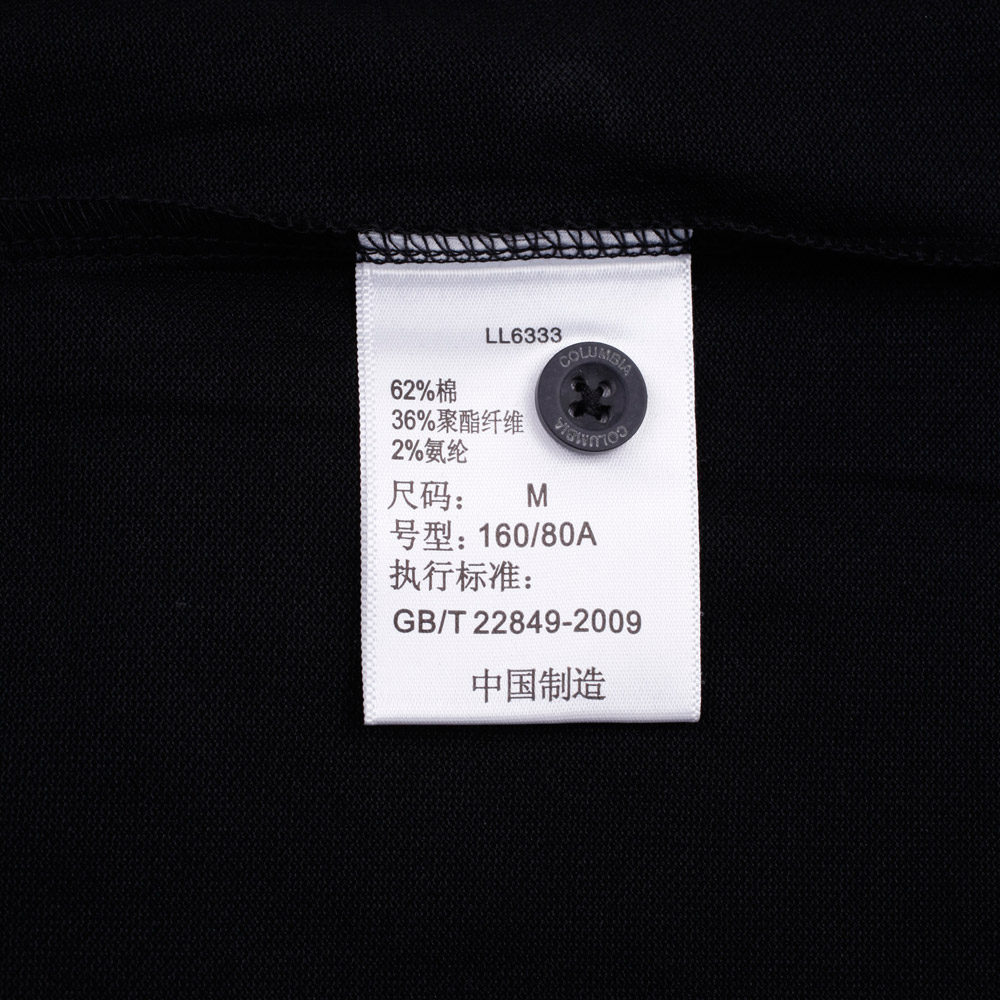 LL6333
COLUMBIA
COLUMBIA
62%棉
36%聚酯纤维
2%氨纶
尺码： M
号型：160/80A
执行标准：
GB/T 22849-2009
中国制造